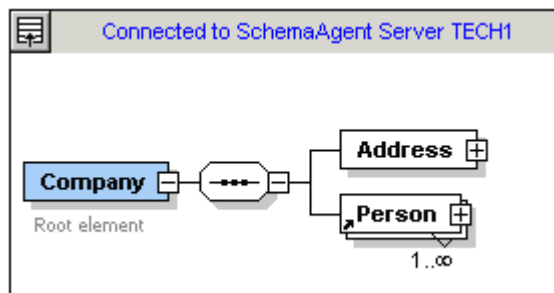 Connected to SchemaAgent Server TECH1
Address
Company
Root element
Person
1..∞